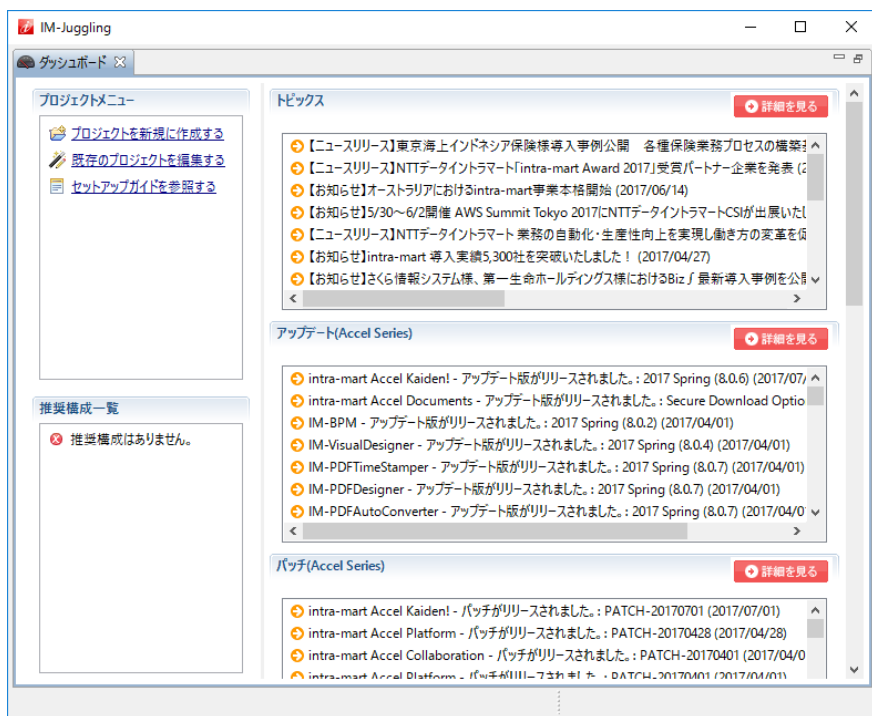 IM-Juggling
ダッシュボード
プロジェクトメニュー
プロジェクトを新規に作成する
既存のプロジェクトを編集する
セットアップガイドを参照する
推奨構成一覧
推奨構成はありません。
トピックス
詳細を見る
【ニュースリリース】東京海上インドネシア保険様導入事例公開 各種保険業務プロセスの構築
【ニュースリリース】NTTデータイントラマート「intra-mart Award 2017」受賞パートナー企業を発表 (2
【お知らせ】オーストラリアにおけるintra-mart事業本格開始 (2017/06/14)
【お知らせ】5/30～6/2開催 AWS Summit Tokyo 2017にNTTデータイントラマートCSIが出展いたし
【ニュースリリース】NTTデータイントラマート 業務の自動化・生産性向上を実現し働き方の変革を促
【お知らせ】intra-mart 導入実績5,300社を突破いたしました！ (2017/04/27)
【お知らせ】さくら情報システム様、第一生命ホールディングス様におけるBiz∫最新導入事例を公開
アップデート(Accel Series)
詳細を見る
intra-mart Accel Kaiden! - アップデート版がリリースされました。: 2017 Spring (8.0.6) (2017/07/
intra-mart Accel Documents - アップデート版がリリースされました。: Secure Download Optio
IM-BPM - アップデート版がリリースされました。: 2017 Spring (8.0.2) (2017/04/01)
IM-VisualDesigner - アップデート版がリリースされました。: 2017 Spring (8.0.4) (2017/04/01)
IM-PDFTimeStamper - アップデート版がリリースされました。: 2017 Spring (8.0.7) (2017/04/01)
IM-PDFDesigner - アップデート版がリリースされました。: 2017 Spring (8.0.7) (2017/04/01)
IM-PDFAutoConverter - アップデート版がリリースされました。: 2017 Spring (8.0.7) (2017/04/0
パッチ(Accel Series)
詳細を見る
intra-mart Accel Kaiden! - パッチがリリースされました。: PATCH-20170701 (2017/07/01)
intra-mart Accel Platform - パッチがリリースされました。: PATCH-20170428 (2017/04/28)
intra-mart Accel Collaboration - パッチがリリースされました。: PATCH-20170401 (2017/04/0
intra-mart Accel Platform - パッチがリリースされました。: PATCH-20170401 (2017/04/01)